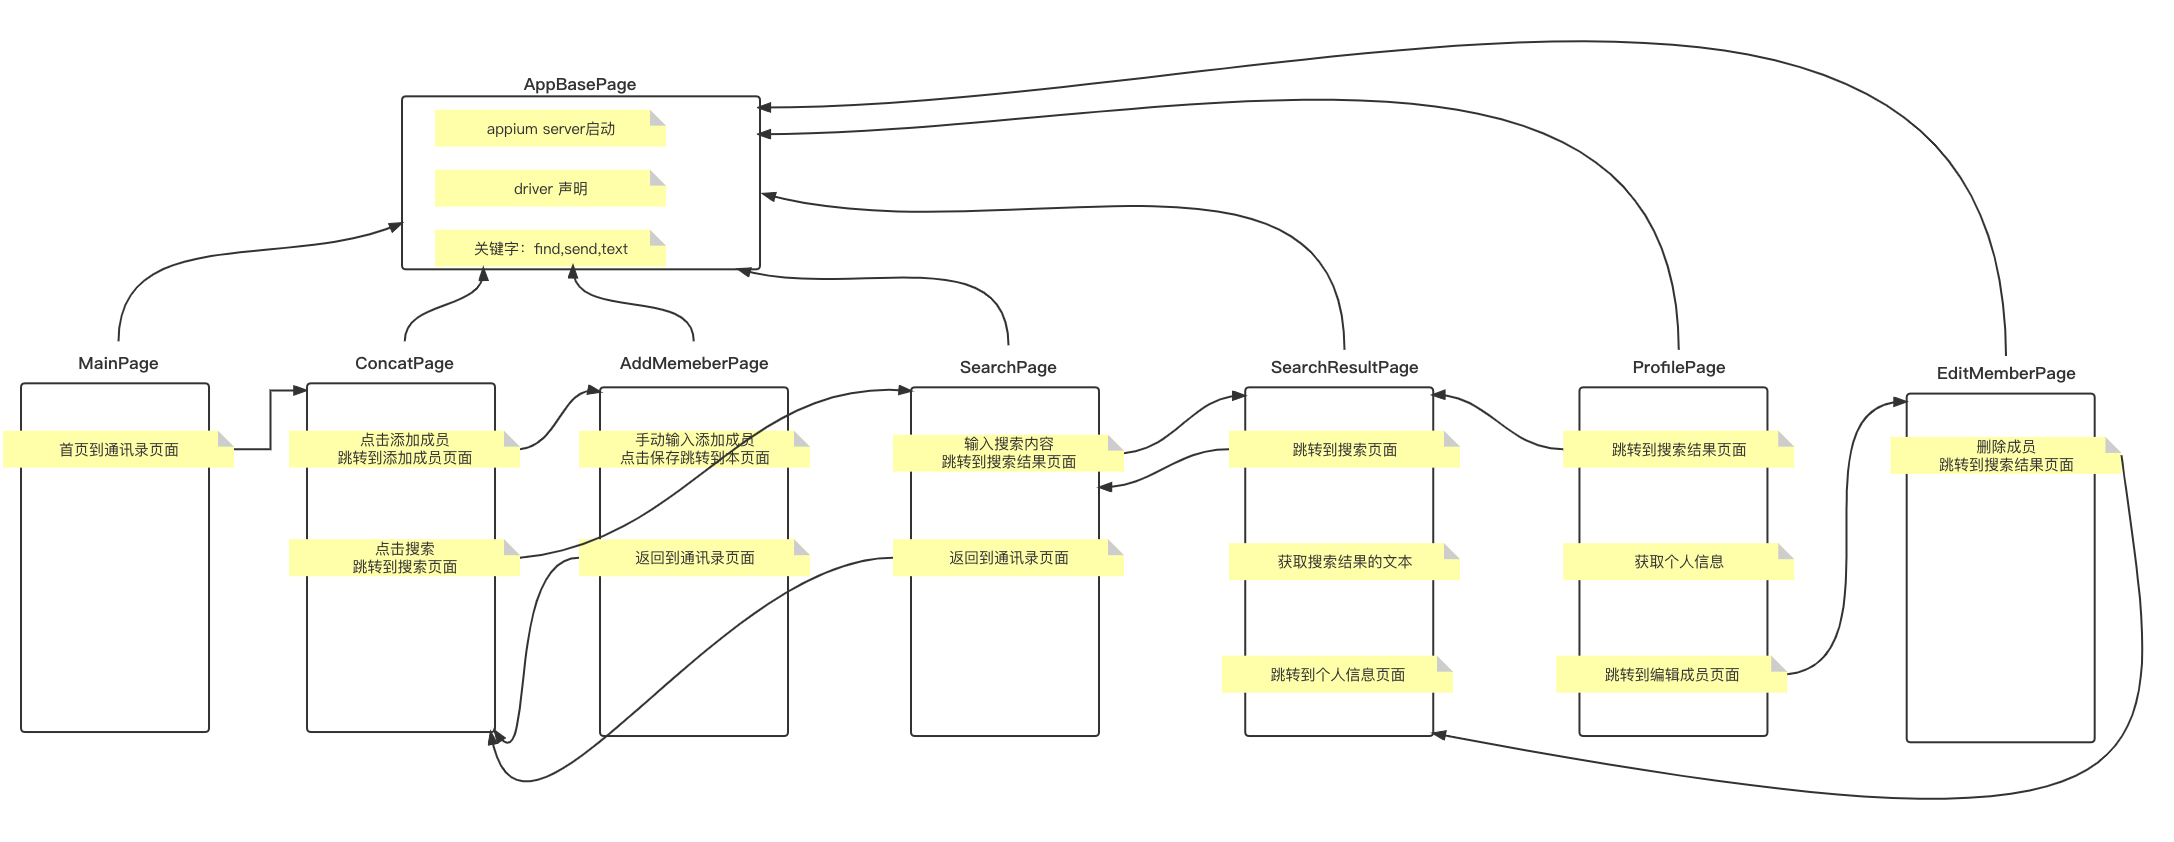 AppBasePage
appium server启动
driver 声明
关键字：find,send,text
MainPage
首页到通讯录页面
ConcatPage
点击添加成员
跳转到添加成员页面
点击搜索
跳转到搜索页面
AddMemeberPage
手动输入添加成员
点击保存跳转到本页面
返回到通讯录页面
SearchPage
输入搜索内容
跳转到搜索结果页面
返回到通讯录页面
SearchResultPage
跳转到搜索页面
获取搜索结果的文本
跳转到个人信息页面
ProfilePage
跳转到搜索结果页面
获取个人信息
跳转到编辑成员页面
EditMemberPage
删除成员
跳转到搜索结果页面